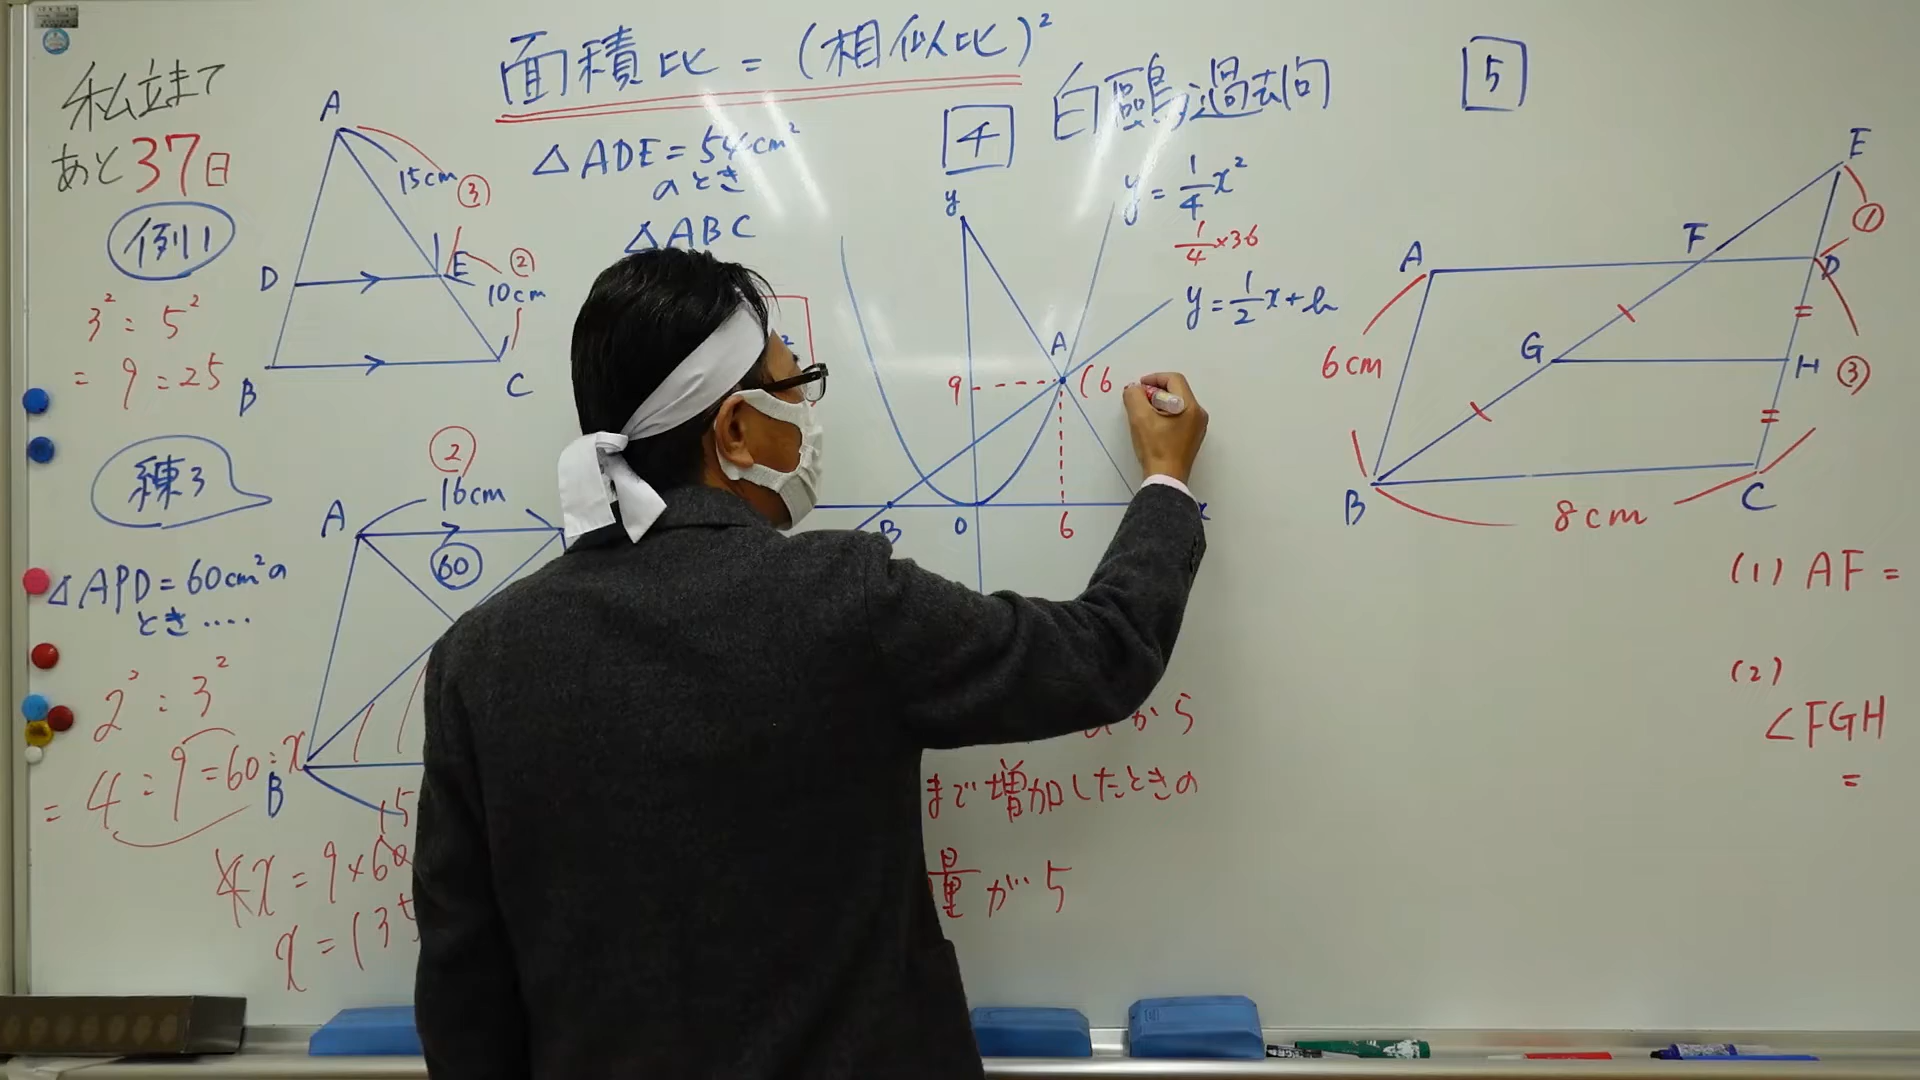 面積比 = (相似比)²
私立まで
あと37日
例1
3² : 5²
= 9 : 25
A
15cm
③
D
E
②
10cm
B
C
△ADE = 54cm²
のとき
△ABC
練3
△APD = 60cm²の
とき····
2² : 3²
= 4 : 9 = 60 : x
4x = 9×60
15
x = 135
②
16cm
A
60
B
4
白鷗過去問
y = 1/4 x²
1/4 ×36
y = 1/2 x + b
y
A
9
(6
B
O
6
x
から
まで増加したときの
量が 5
5
E
①
F
A
D
G
H
③
6cm
B
8cm
C
(1) AF =
(2)
∠FGH
=